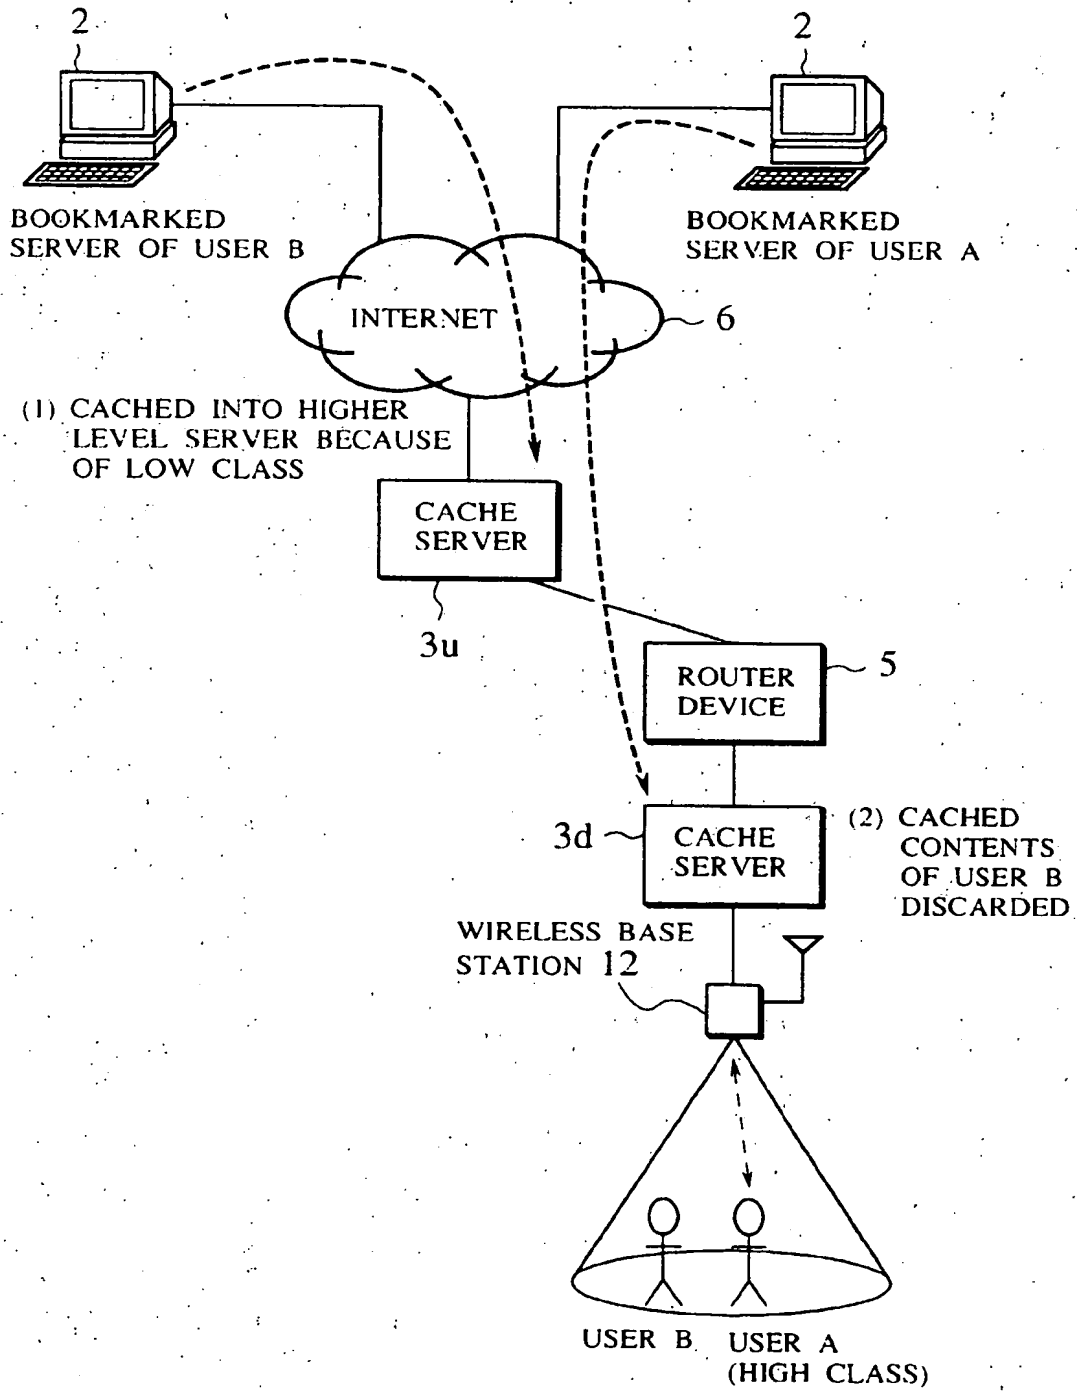 2
2
BOOKMARKED
SERVER OF USER B
BOOKMARKED
SERVER OF USER A
INTERNET
6
(1) CACHED INTO HIGHER
LEVEL SERVER BECAUSE
OF LOW CLASS
CACHE
SERVER
3u
ROUTER
DEVICE
5
3d
CACHE
SERVER
(2) CACHED
CONTENTS
OF USER B
DISCARDED
WIRELESS BASE
STATION 12
USER B
USER A
(HIGH CLASS)